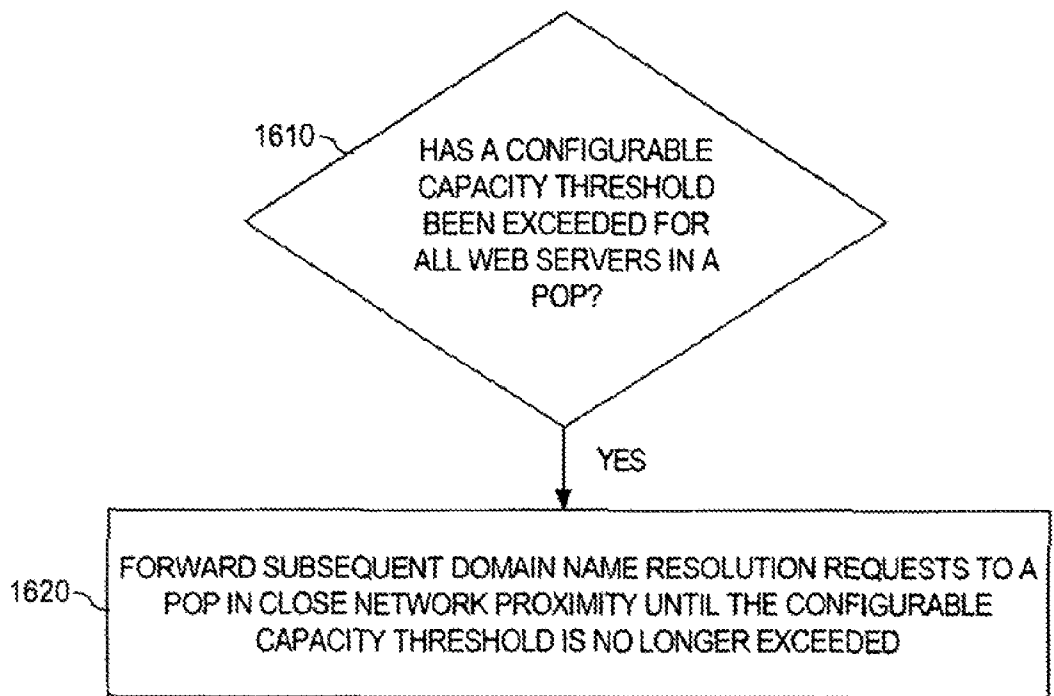 1610
HAS A CONFIGURABLE
CAPACITY THRESHOLD
BEEN EXCEEDED FOR
ALL WEB SERVERS IN A
POP?
YES
1620
FORWARD SUBSEQUENT DOMAIN NAME RESOLUTION REQUESTS TO A
POP IN CLOSE NETWORK PROXIMITY UNTIL THE CONFIGURABLE
CAPACITY THRESHOLD IS NO LONGER EXCEEDED